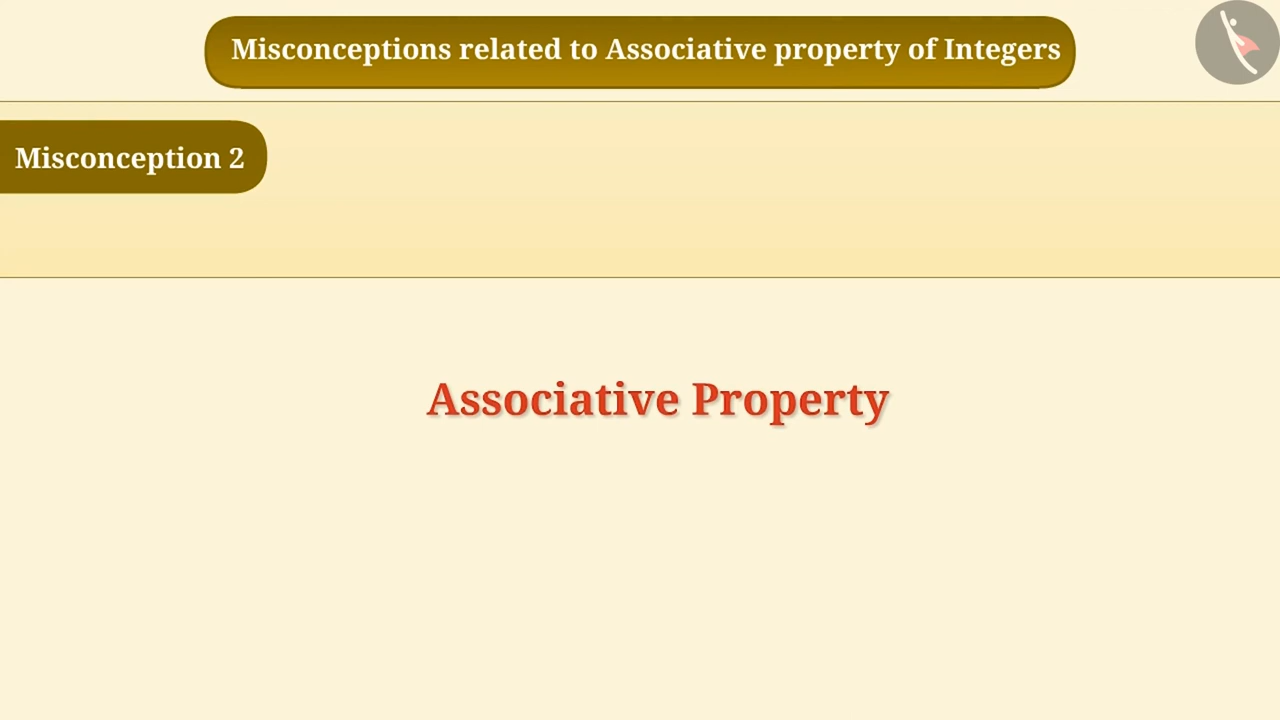 Misconceptions related to Associative property of Integers
Misconception 2
Associative Property